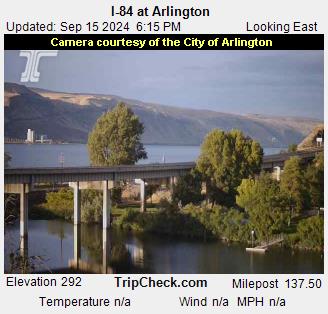 I-84 at Arlington
Updated: Sep 15 2024 6:15 PM Looking East
Camera courtesy of the City of Arlington
Elevation 292 TripCheck.com Milepost 137.50
Temperature n/a Wind n/a MPH n/a